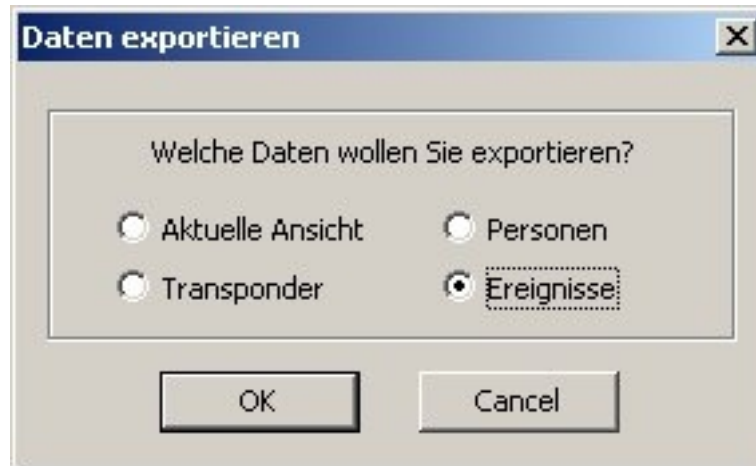 Daten exportieren
Welche Daten wollen Sie exportieren?
Aktuelle Ansicht Personen
Transponder Ereignisse
OK Cancel